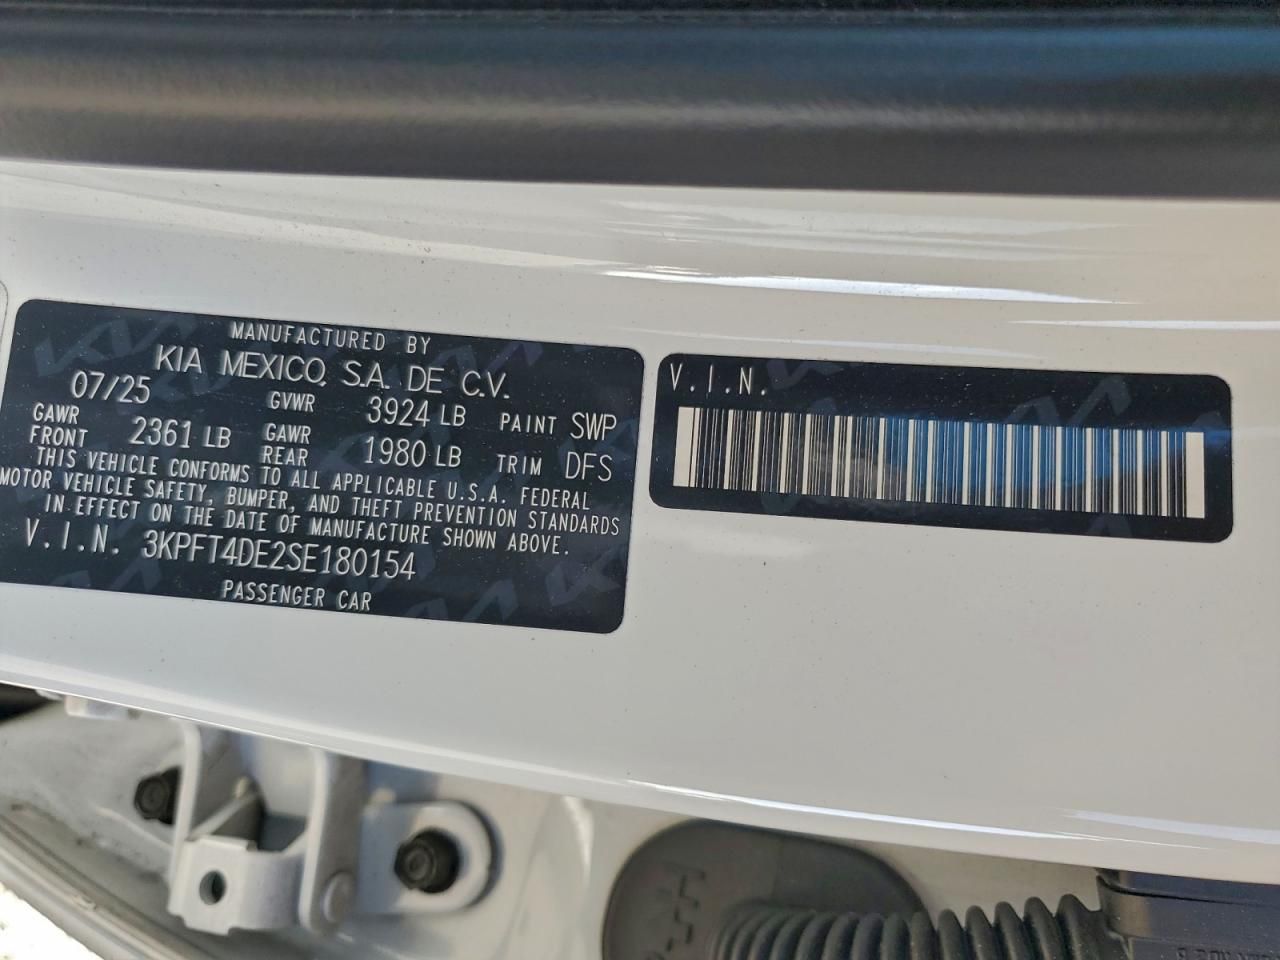 MANUFACTURED BY
KIA MEXICO, S.A. DE C.V.
07/25 GVWR 3924 LB PAINT SWP
GAWR FRONT 2361 LB GAWR REAR 1980 LB TRIM DFS
THIS VEHICLE CONFORMS TO ALL APPLICABLE U.S.A. FEDERAL
MOTOR VEHICLE SAFETY, BUMPER, AND THEFT PREVENTION STANDARDS
IN EFFECT ON THE DATE OF MANUFACTURE SHOWN ABOVE.
V.I.N. 3KPFT4DE2SE180154
PASSENGER CAR
V.I.N.